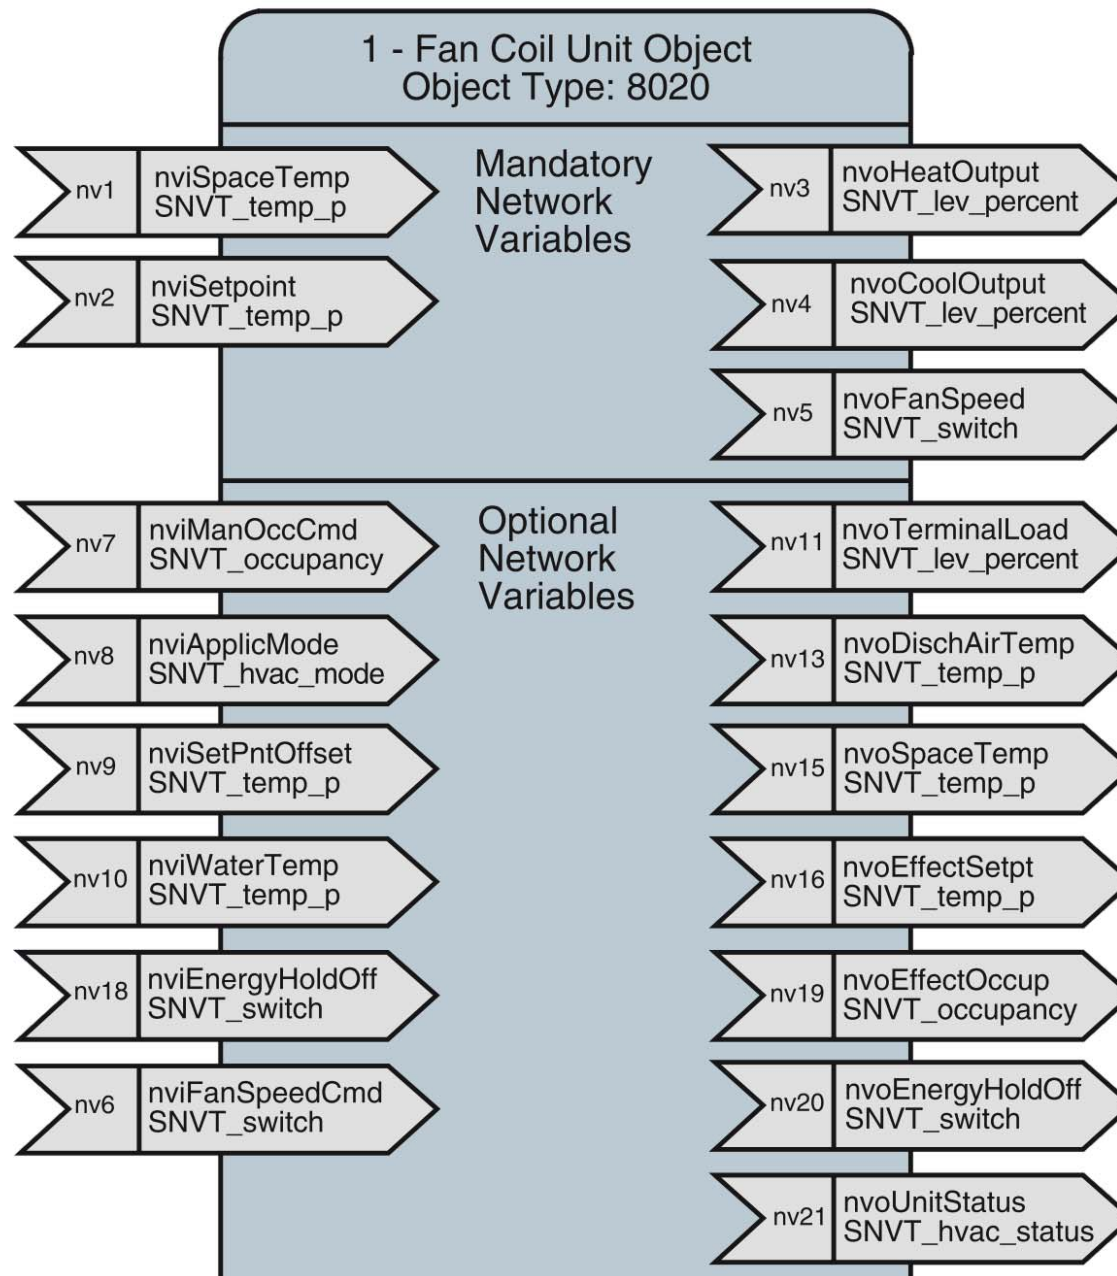 1 - Fan Coil Unit Object
Object Type: 8020
Mandatory
Network
Variables
nv1
nviSpaceTemp
SNVT_temp_p
nv2
nviSetpoint
SNVT_temp_p
nv3
nvoHeatOutput
SNVT_lev_percent
nv4
nvoCoolOutput
SNVT_lev_percent
nv5
nvoFanSpeed
SNVT_switch
Optional
Network
Variables
nv7
nviManOccCmd
SNVT_occupancy
nv8
nviApplicMode
SNVT_hvac_mode
nv9
nviSetPntOffset
SNVT_temp_p
nv10
nviWaterTemp
SNVT_temp_p
nv18
nviEnergyHoldOff
SNVT_switch
nv6
nviFanSpeedCmd
SNVT_switch
nv11
nvoTerminalLoad
SNVT_lev_percent
nv13
nvoDischAirTemp
SNVT_temp_p
nv15
nvoSpaceTemp
SNVT_temp_p
nv16
nvoEffectSetpt
SNVT_temp_p
nv19
nvoEffectOccup
SNVT_occupancy
nv20
nvoEnergyHoldOff
SNVT_switch
nv21
nvoUnitStatus
SNVT_hvac_status